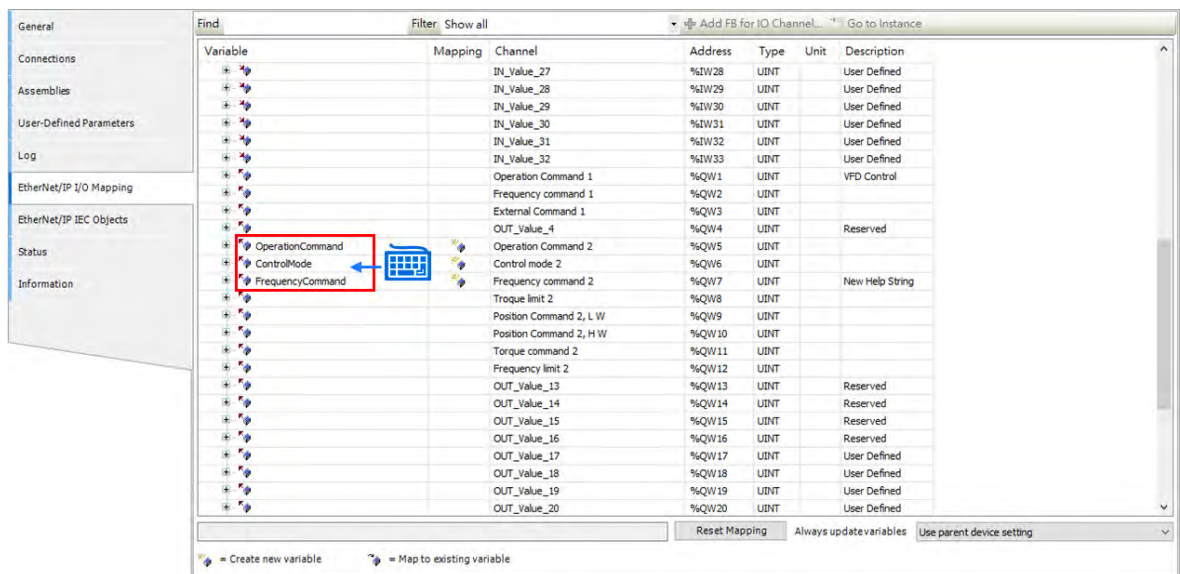 General
Connections
Assemblies
User-Defined Parameters
Log
EtherNet/IP I/O Mapping
EtherNet/IP IEC Objects
Status
Information
Find Filter Show all Add FB for IO Channel... Go to Instance
Variable Mapping Channel Address Type Unit Description
IN_Value_27 %IW28 UINT User Defined
IN_Value_28 %IW29 UINT User Defined
IN_Value_29 %IW30 UINT User Defined
IN_Value_30 %IW31 UINT User Defined
IN_Value_31 %IW32 UINT User Defined
IN_Value_32 %IW33 UINT User Defined
Operation Command 1 %QW1 UINT VFD Control
Frequency command 1 %QW2 UINT
External Command 1 %QW3 UINT
OUT_Value_4 %QW4 UINT Reserved
OperationCommand Operation Command 2 %QW5 UINT
ControlMode Control mode 2 %QW6 UINT
FrequencyCommand Frequency command 2 %QW7 UINT New Help String
Troque limit 2 %QW8 UINT
Position Command 2, L W %QW9 UINT
Position Command 2, H W %QW10 UINT
Torque command 2 %QW11 UINT
Frequency limit 2 %QW12 UINT
OUT_Value_13 %QW13 UINT Reserved
OUT_Value_14 %QW14 UINT Reserved
OUT_Value_15 %QW15 UINT Reserved
OUT_Value_16 %QW16 UINT Reserved
OUT_Value_17 %QW17 UINT User Defined
OUT_Value_18 %QW18 UINT User Defined
OUT_Value_19 %QW19 UINT User Defined
OUT_Value_20 %QW20 UINT User Defined
Reset Mapping Always update variables Use parent device setting
= Create new variable = Map to existing variable